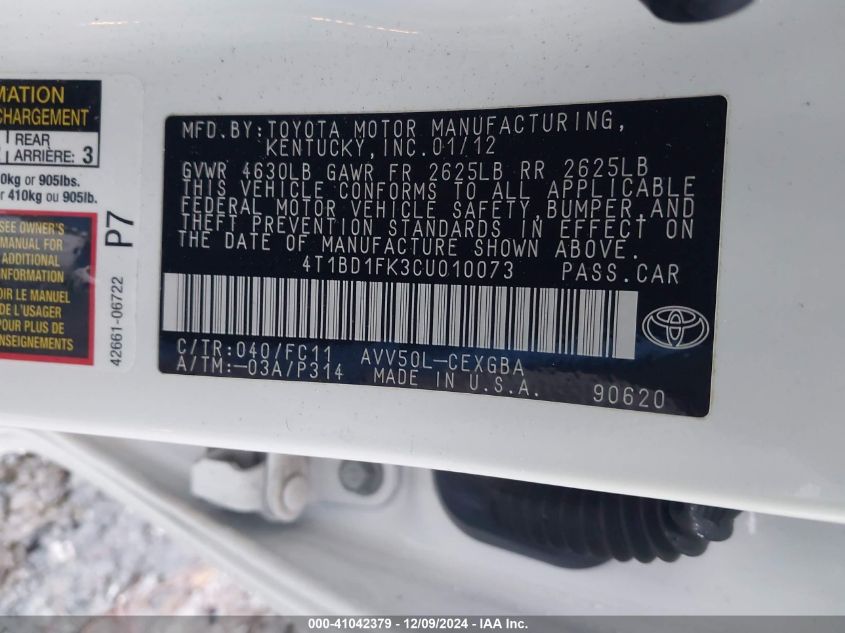 MATION
CHARGEMENT
REAR
ARRIÈRE: 3
0kg or 905lbs.
r 410kg ou 905lb.
SEE OWNER'S
MANUAL FOR
ADDITIONAL
INFORMATION
OIR LE MANUEL
DE L'USAGER
POUR PLUS DE
P7
42661-06722
MFD.BY:TOYOTA MOTOR MANUFACTURING,
KENTUCKY,INC.01/12
GVWR 4630LB GAWR FR 2625LB RR 2625LB
THIS VEHICLE CONFORMS TO ALL APPLICABLE
FEDERAL MOTOR VEHICLE SAFETY,BUMPER,AND
THEFT PREVENTION STANDARDS IN EFFECT ON
THE DATE OF MANUFACTURE SHOWN ABOVE.
4T1BD1FK3CU010073 PASS.CAR
C/TR:040/FC11 AVV50L-CEXGBA
A/TM:-03A/P314 MADE IN U.S.A. 90620
000-41042379 - 12/09/2024 - IAA Inc.